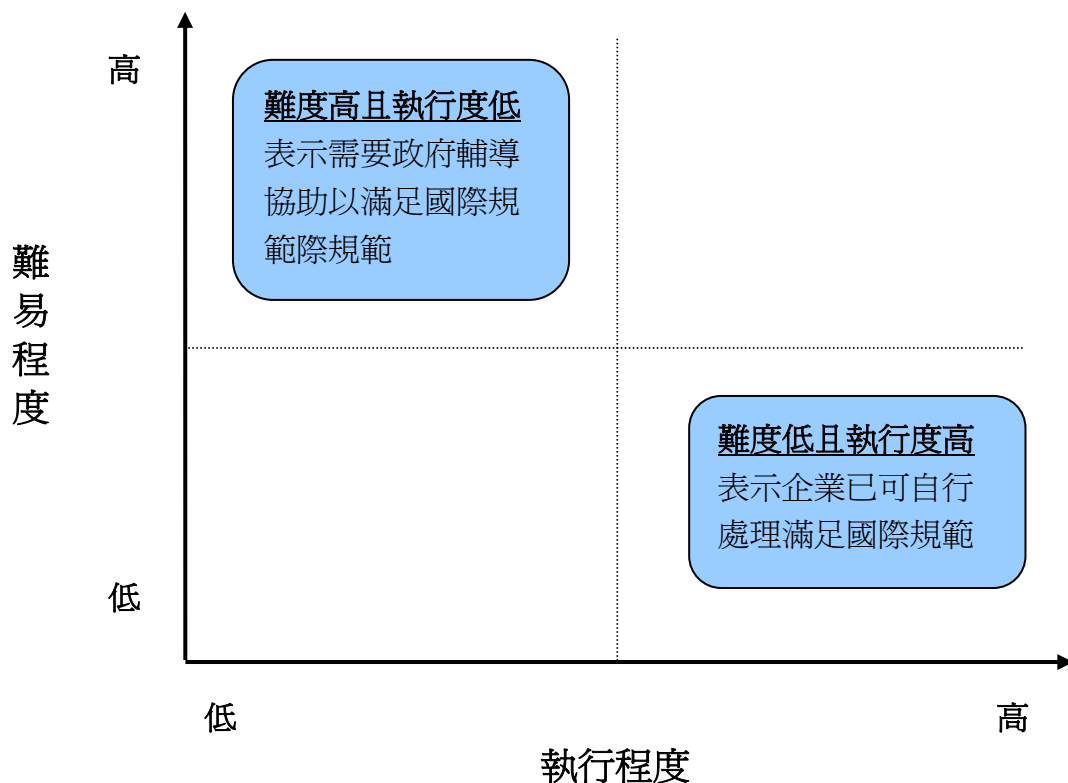 高
難度高且執行度低
表示需要政府輔導
協助以滿足國際規
範際規範
難
易
程
度
難度低且執行度高
表示企業已可自行
處理滿足國際規範
低
低
高
執行程度